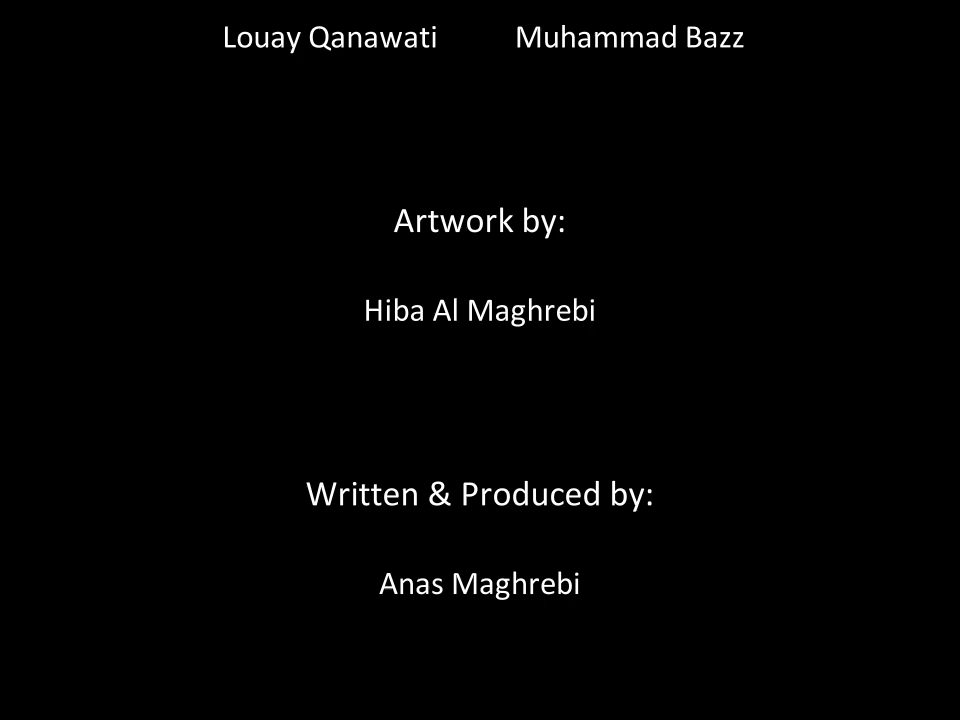 Louay Qanawati Muhammad Bazz
Artwork by:
Hiba Al Maghrebi
Written & Produced by:
Anas Maghrebi